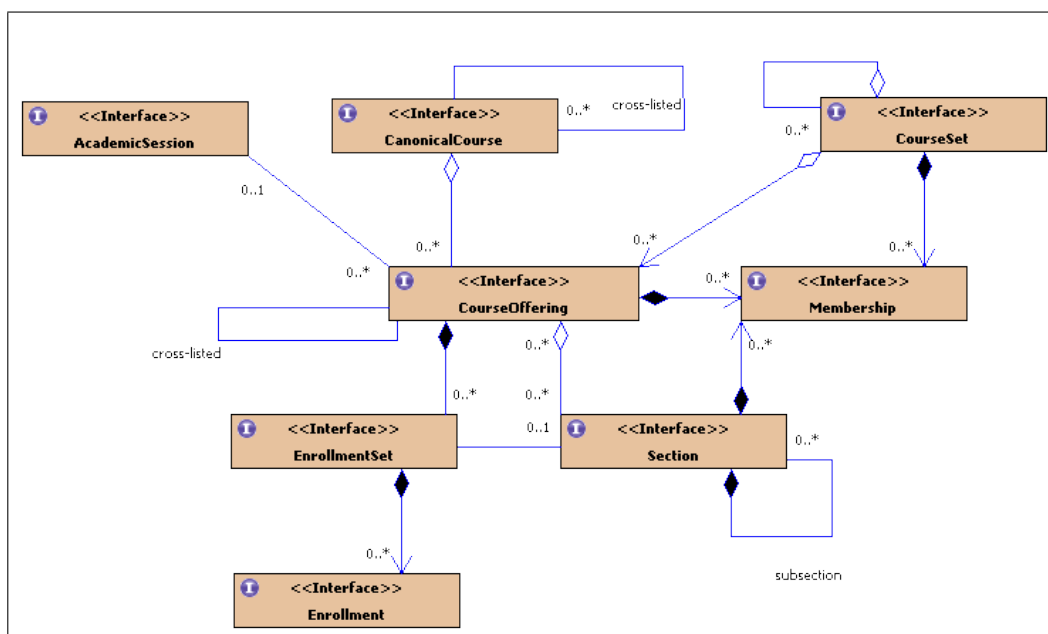 <<Interface>>
AcademicSession
<<Interface>>
CanonicalCourse
0..*
cross-listed
<<Interface>>
CourseSet
0..*
0..1
0..*
0..*
0..*
0..*
<<Interface>>
CourseOffering
0..*
<<Interface>>
Membership
cross-listed
0..*
0..*
0..*
0..*
0..1
<<Interface>>
EnrollmentSet
<<Interface>>
Section
0..*
0..*
subsection
<<Interface>>
Enrollment